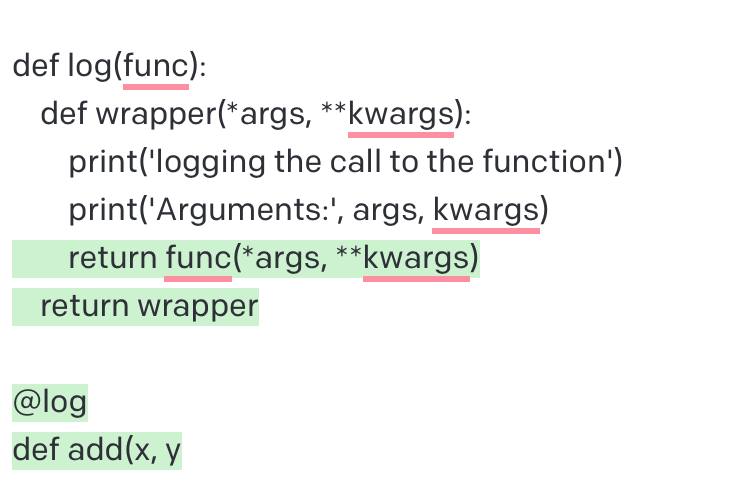 def log(func):
    def wrapper(*args, **kwargs):
        print('logging the call to the function')
        print('Arguments:', args, kwargs)
        return func(*args, **kwargs)
    return wrapper

@log
def add(x, y